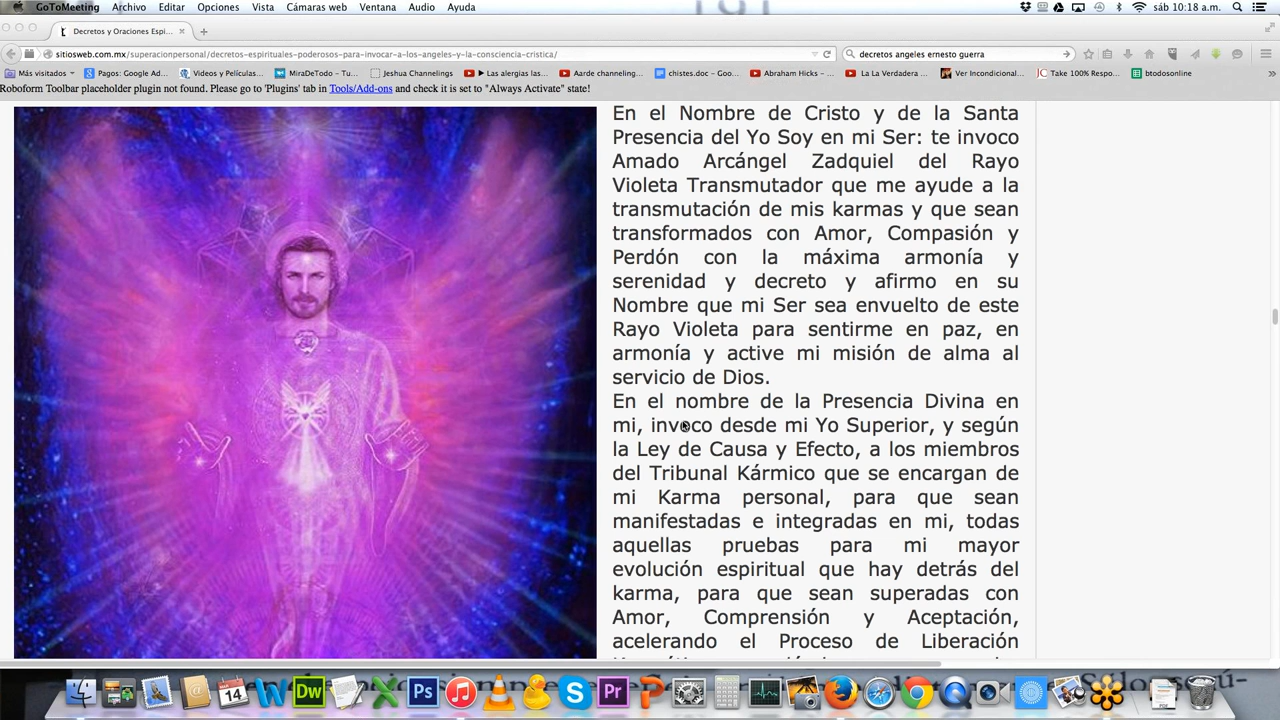 GoToMeeting Archivo Editar Opciones Vista Cámaras web Ventana Audio Ayuda sáb 10:18 a.m.
Decretos y Oraciones Espi...
sitiosweb.com.mx/superacionpersonal/decretos-espirituales-poderosos-para-invocar-a-los-angeles-y-la-consciencia-cristica/ decretos angeles ernesto guerra
Más visitados Pagos: Google Ad... Videos y Películas... MiraDeTodo - Tu... Jeshua Channelings Las alergias las... Aarde channeling... chistes.doc - Goo... Abraham Hicks La La Verdadera ... Ver Incondicional... Take 100% Respo... btodosonline
Roboform Toolbar placeholder plugin not found. Please go to 'Plugins' tab in Tools/Add-ons and check it is set to "Always Activate" state!
En el Nombre de Cristo y de la Santa
Presencia del Yo Soy en mi Ser: te invoco
Amado Arcángel Zadquiel del Rayo
Violeta Transmutador que me ayude a la
transmutación de mis karmas y que sean
transformados con Amor, Compasión y
Perdón con la máxima armonía y
serenidad y decreto y afirmo en su
Nombre que mi Ser sea envuelto de este
Rayo Violeta para sentirme en paz, en
armonía y active mi misión de alma al
servicio de Dios.
En el nombre de la Presencia Divina en
mi, invoco desde mi Yo Superior, y según
la Ley de Causa y Efecto, a los miembros
del Tribunal Kármico que se encargan de
mi Karma personal, para que sean
manifestadas e integradas en mi, todas
aquellas pruebas para mi mayor
evolución espiritual que hay detrás del
karma, para que sean superadas con
Amor, Comprensión y Aceptación,
acelerando el Proceso de Liberación
14 Dw Ps Pr